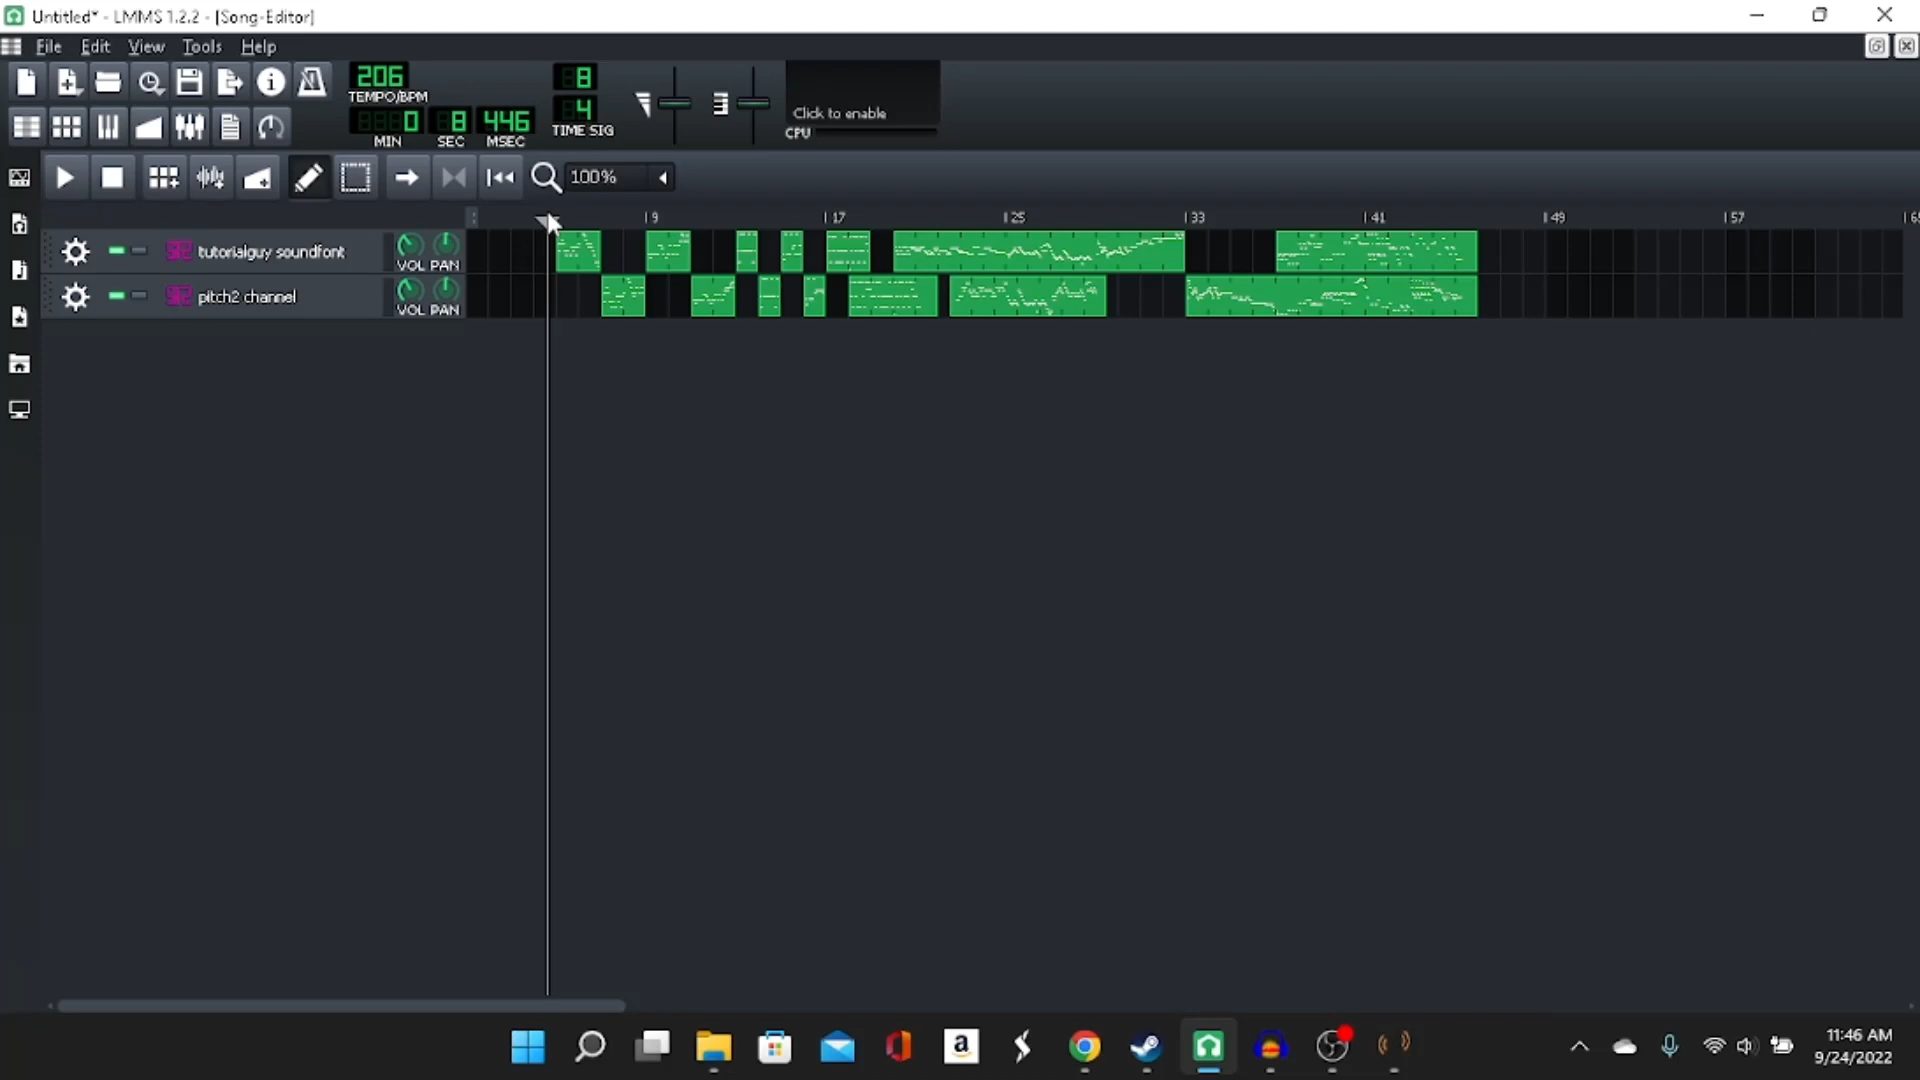 Untitled* - LMMS 1.2.2 - [Song-Editor]
File Edit View Tools Help
206
TEMPO/BPM
8
4
TIME SIG
0 8 446
MIN SEC MSEC
Click to enable
CPU
100%
9 17 25 33 41 49 57
tutorialguy soundfont
VOL PAN
pitch2 channel
VOL PAN
a
11:46 AM
9/24/2022